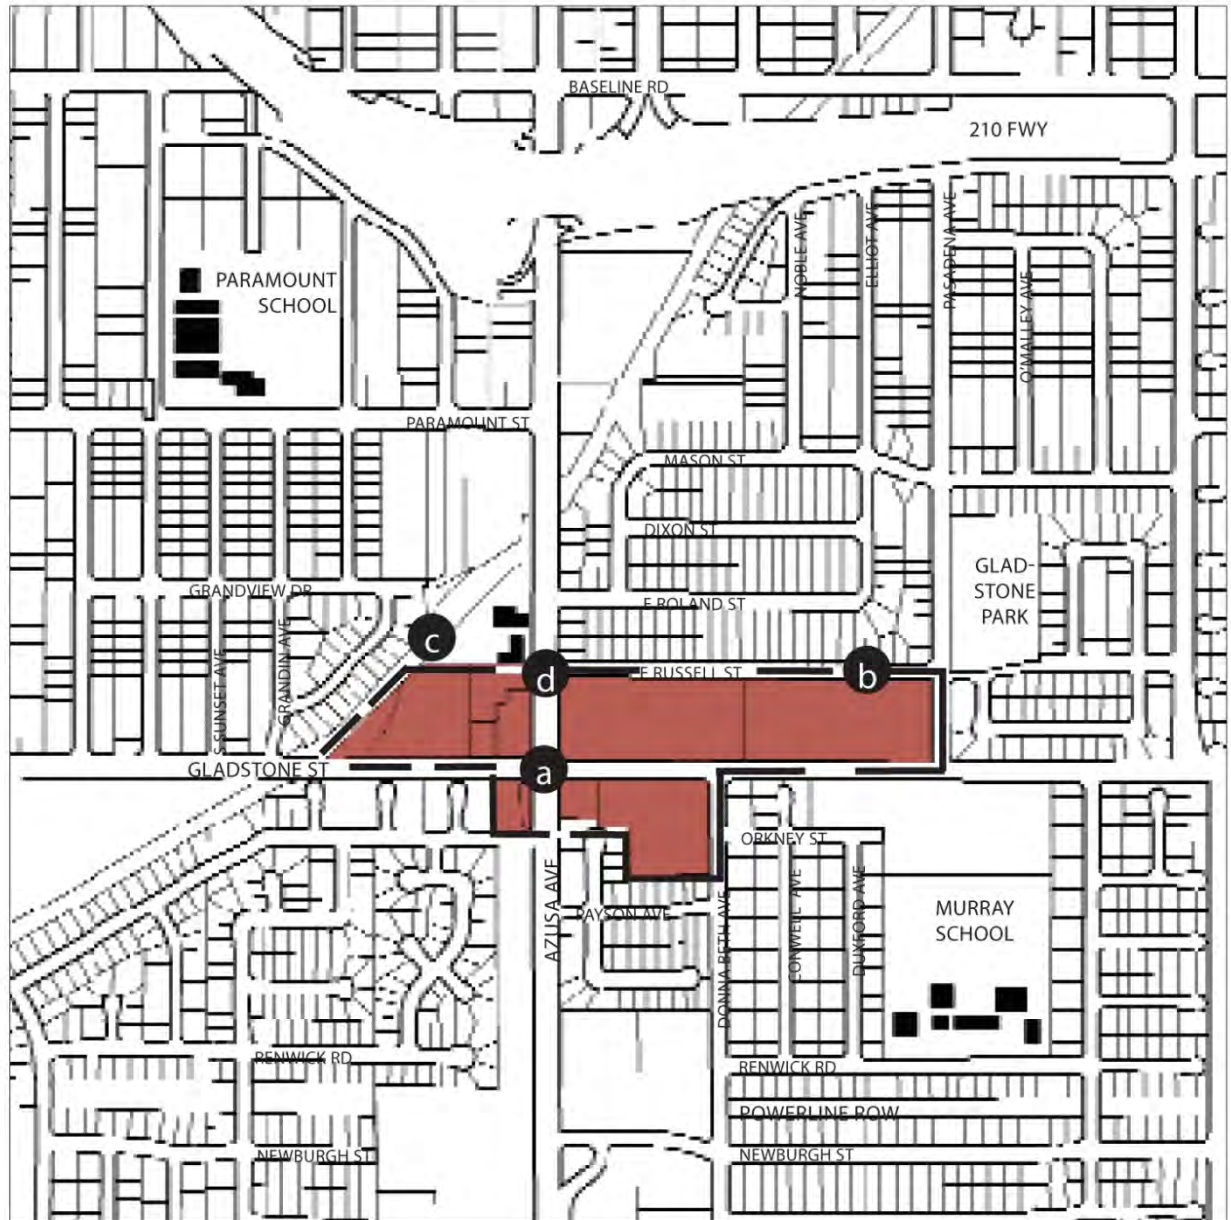 BASELINE RD
210 FWY
PARAMOUNT
SCHOOL
NOBLE AVE
ELLIOT AVE
PASADENA AVE
O'MALLEY AVE
PARAMOUNT ST
MASON ST
DIXON ST
GLAD-
STONE
PARK
GRANDVIEW DR
E ROLAND ST
c
S SUNSET AVE
GRANDIN AVE
d
E RUSSELL ST
b
GLADSTONE ST
a
ORKNEY ST
AZUSA AVE
PAYSON AVE
DONNA BETH AVE
CONWELL AVE
DUXFORD AVE
MURRAY
SCHOOL
RENWICK RD
RENWICK RD
POWERLINE ROW
NEWBURGH ST
NEWBURGH ST